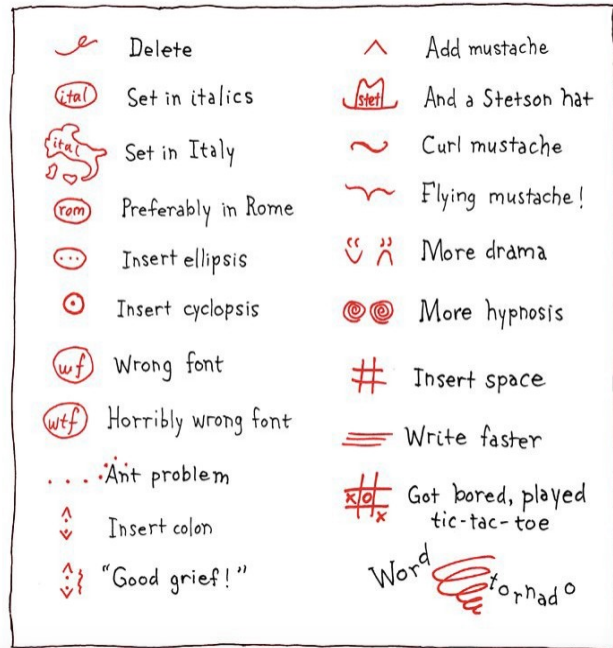 Delete
ital Set in italics
ital Set in Italy
rom Preferably in Rome
Insert ellipsis
Insert cyclopsis
wf Wrong font
wtf Horribly wrong font
Ant problem
Insert colon
"Good grief!"
Add mustache
stet And a Stetson hat
Curl mustache
Flying mustache!
More drama
More hypnosis
# Insert space
Write faster
xo
x
Got bored, played
tic-tac-toe
Word tornado